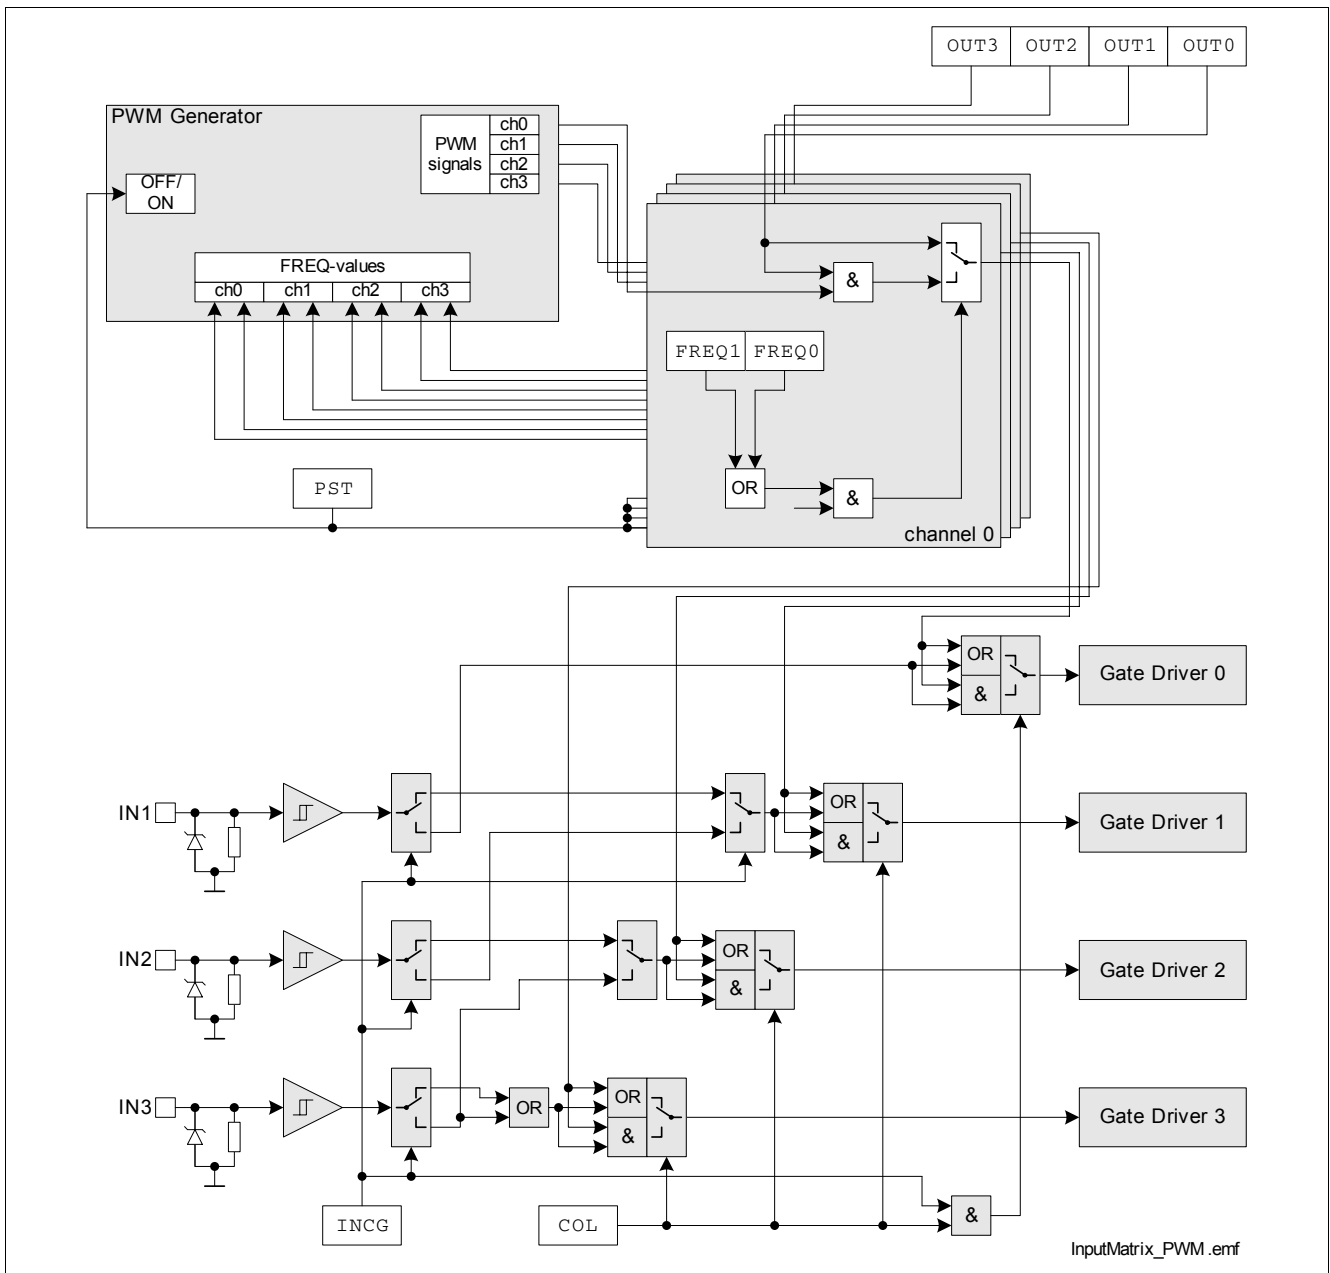 OUT3 OUT2 OUT1 OUT0
PWM Generator
PWM signals
ch0
ch1
ch2
ch3
OFF/
ON
FREQ-values
ch0 ch1 ch2 ch3
&
FREQ1 FREQ0
PST
OR
&
channel 0
OR
&
Gate Driver 0
IN1
OR
&
Gate Driver 1
IN2
OR
&
Gate Driver 2
IN3
OR
OR
&
Gate Driver 3
INCG
COL
&
InputMatrix_PWM.emf